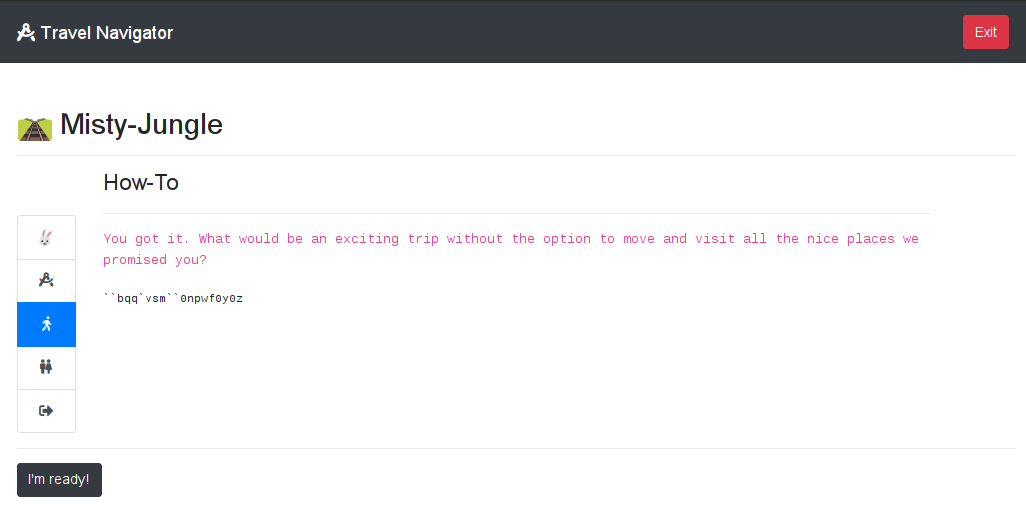 Travel Navigator
Exit
Misty-Jungle
How-To
You got it. What would be an exciting trip without the option to move and visit all the nice places we
promised you?
``bqq`vsm``0npwf0y0z
I'm ready!